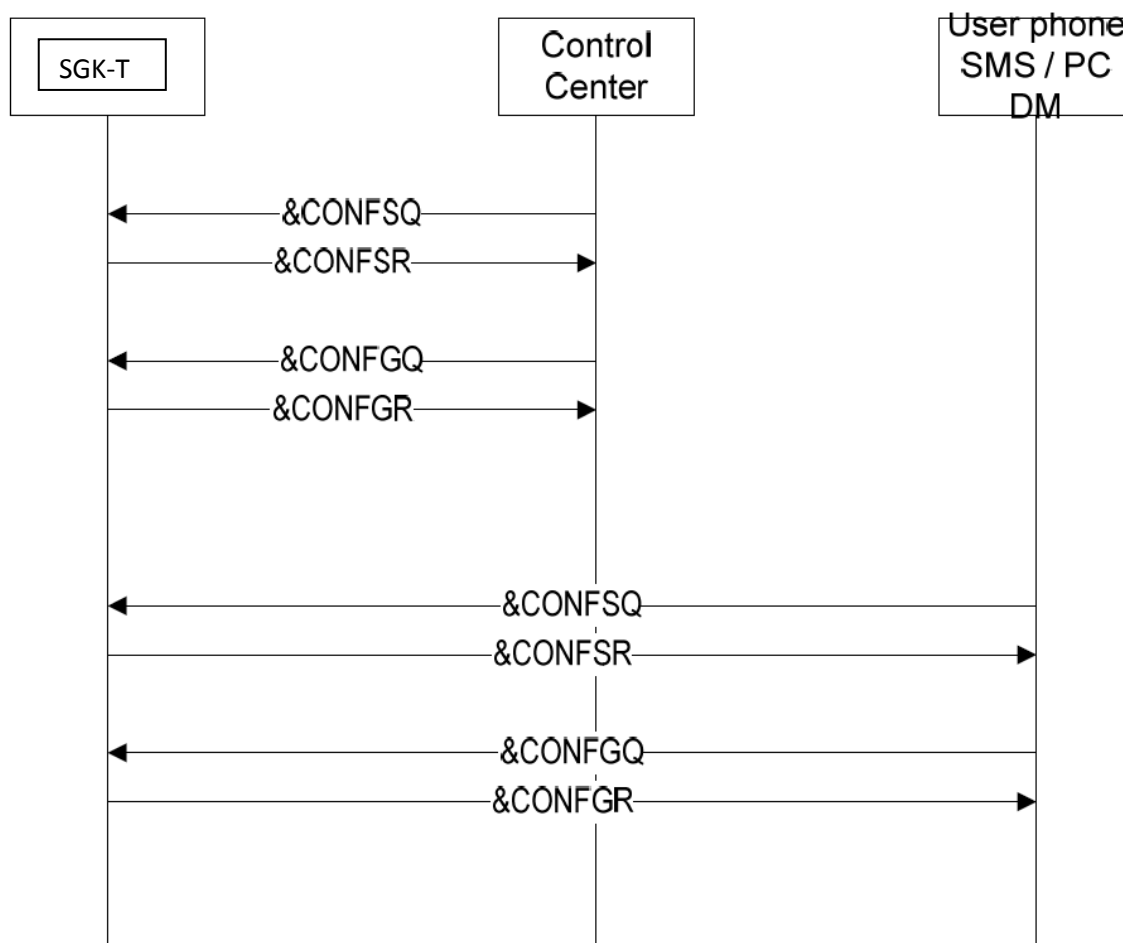 SGK-T
Control
Center
User phone
SMS / PC
DM
&CONFSQ
&CONFSR
&CONFGQ
&CONFGR
&CONFSQ
&CONFSR
&CONFGQ
&CONFGR